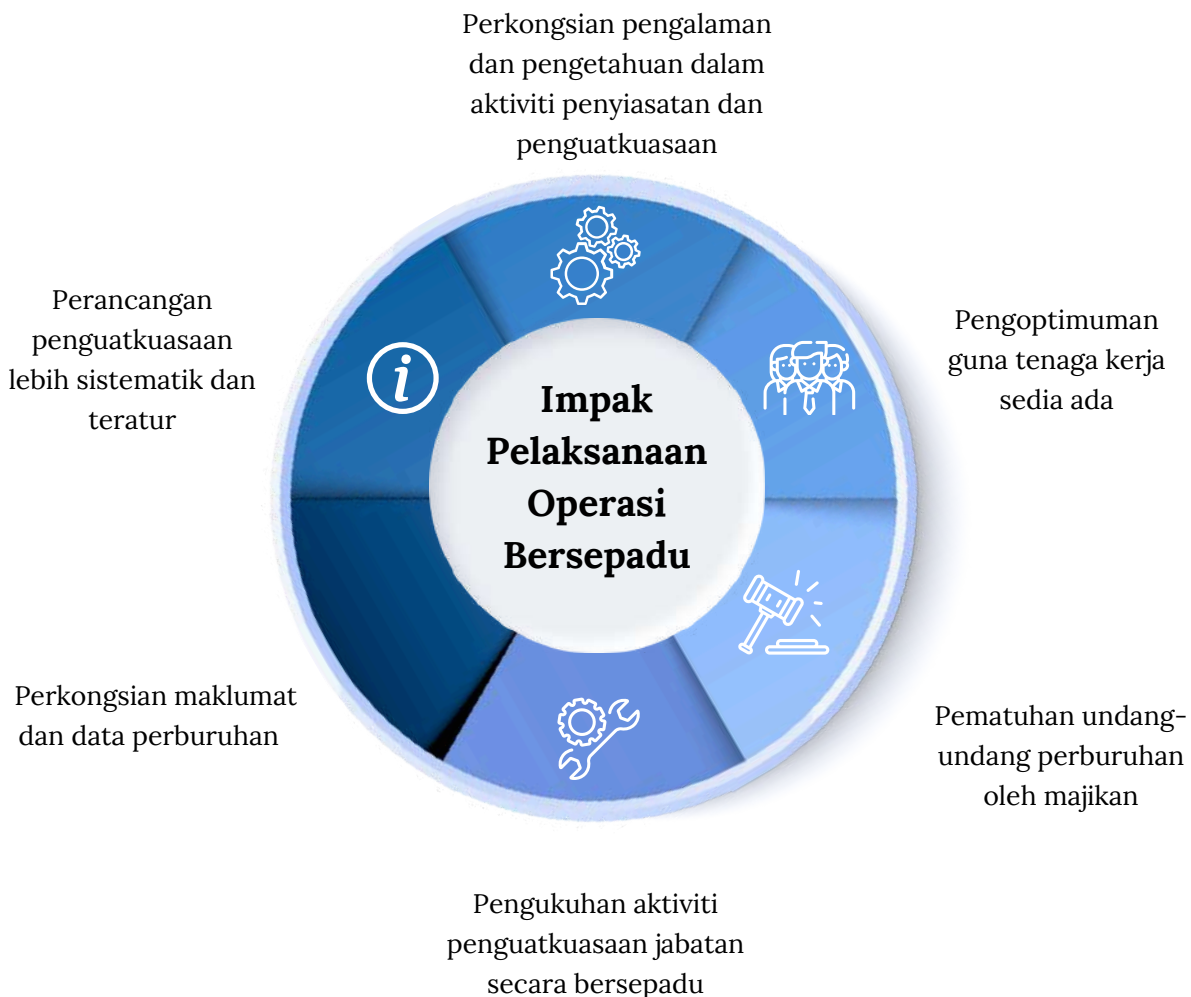 Perkongsian pengalaman
dan pengetahuan dalam
aktiviti penyiasatan dan
penguatkuasaan
Perancangan
penguatkuasaan
lebih sistematik dan
teratur
Pengoptimuman
guna tenaga kerja
sedia ada
Impak
Pelaksanaan
Operasi
Bersepadu
Perkongsian maklumat
dan data perburuhan
Pematuhan undang-
undang perburuhan
oleh majikan
Pengukuhan aktiviti
penguatkuasaan jabatan
secara bersepadu